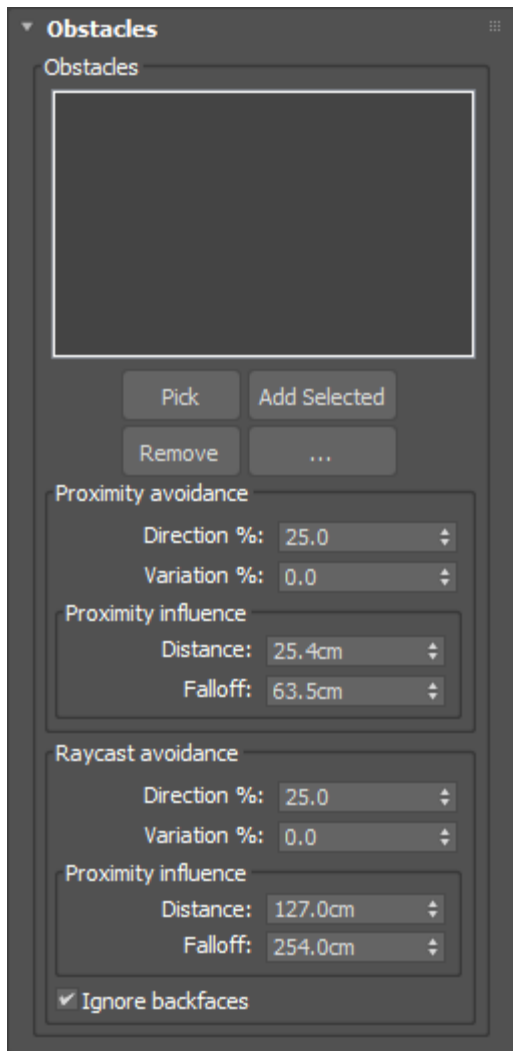 Obstacles
Obstacles
Pick Add Selected
Remove ...
Proximity avoidance
Direction %: 25.0
Variation %: 0.0
Proximity influence
Distance: 25.4cm
Falloff: 63.5cm
Raycast avoidance
Direction %: 25.0
Variation %: 0.0
Proximity influence
Distance: 127.0cm
Falloff: 254.0cm
Ignore backfaces